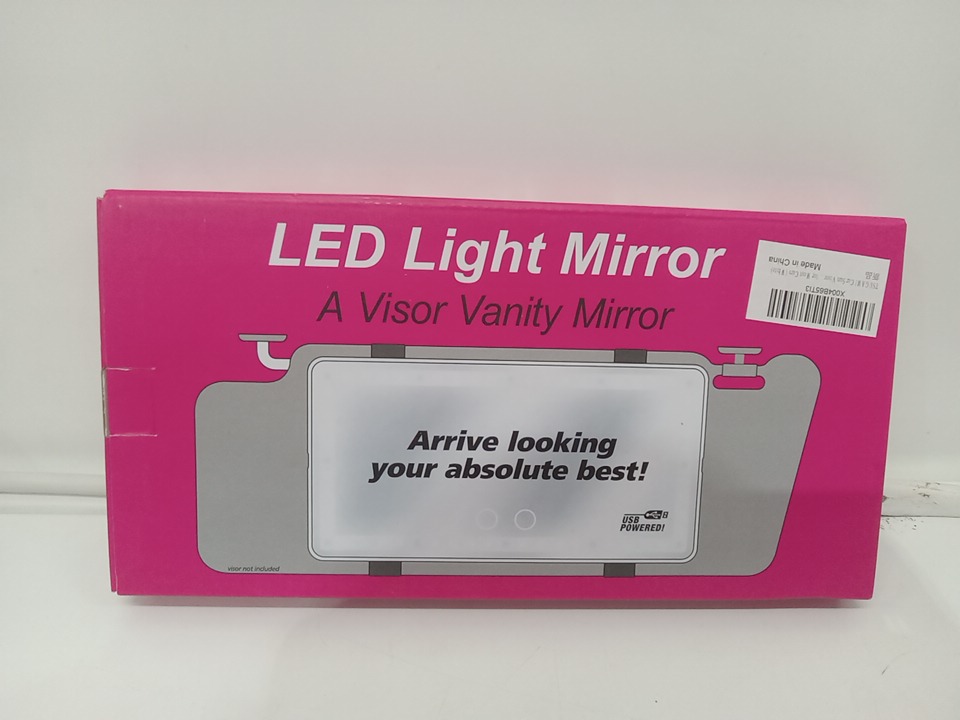 LED Light Mirror
A Visor Vanity Mirror
X004B65TI3
Made in China
Arrive looking
your absolute best!
USB
POWERED!
visor not included